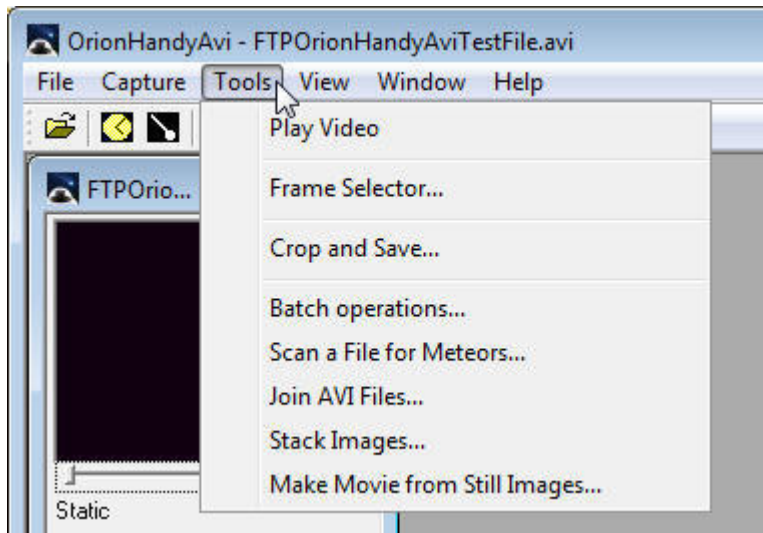 OrionHandyAvi - FTPOrionHandyAviTestFile.avi
File Capture Tools View Window Help
Play Video
FTPOrio...
Frame Selector...
Crop and Save...
Batch operations...
Scan a File for Meteors...
Join AVI Files...
Stack Images...
Make Movie from Still Images...
Static